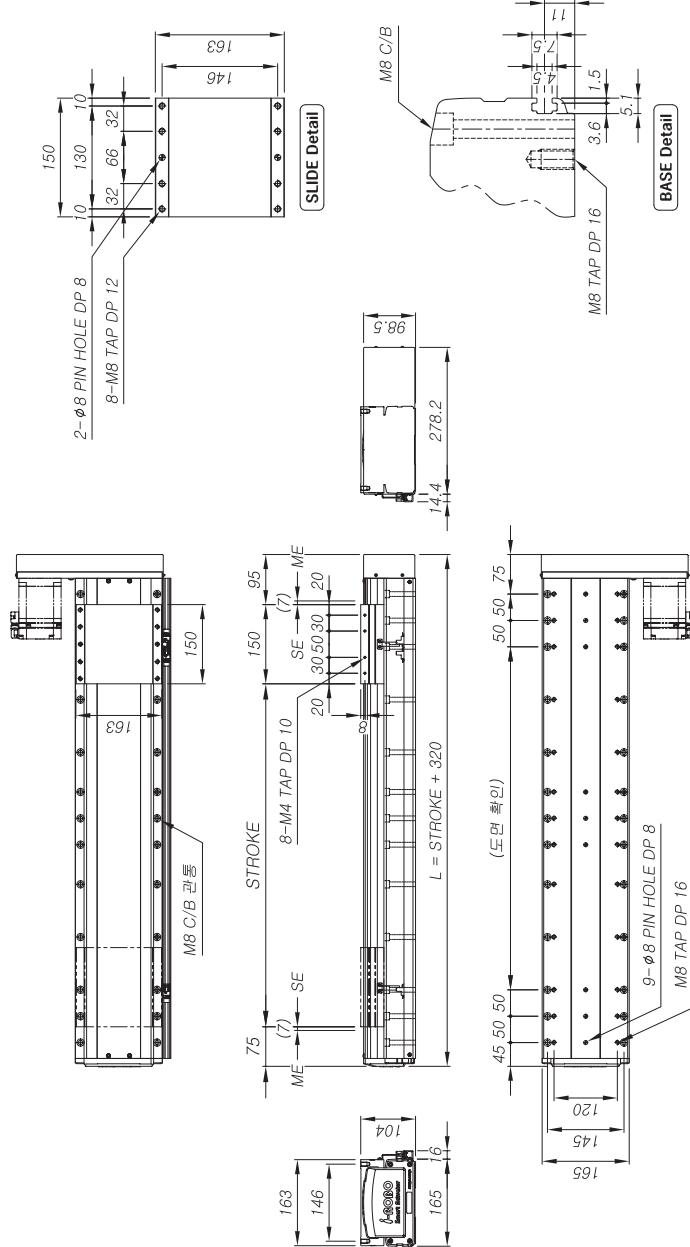 163
146
104
165
16
i-ROBO
163
150
M8 C/B 관통
STROKE
75
(7)
ME
SE
150
95
(7)
SE
ME
20
30
50
30
20
8
8-M4 TAP DP 10
L = STROKE + 320
98.5
14.4
278.2
165
145
120
45
50
50
(도면 확인)
50
50
75
9-ϕ8 PIN HOLE DP 8
M8 TAP DP 16
2-ϕ8 PIN HOLE DP 8
8-M8 TAP DP 12
150
10
130
10
32
66
32
146
163
SLIDE Detail
M8 C/B
M8 TAP DP 16
11
7.5
4.5
1.5
3.6
5.1
BASE Detail